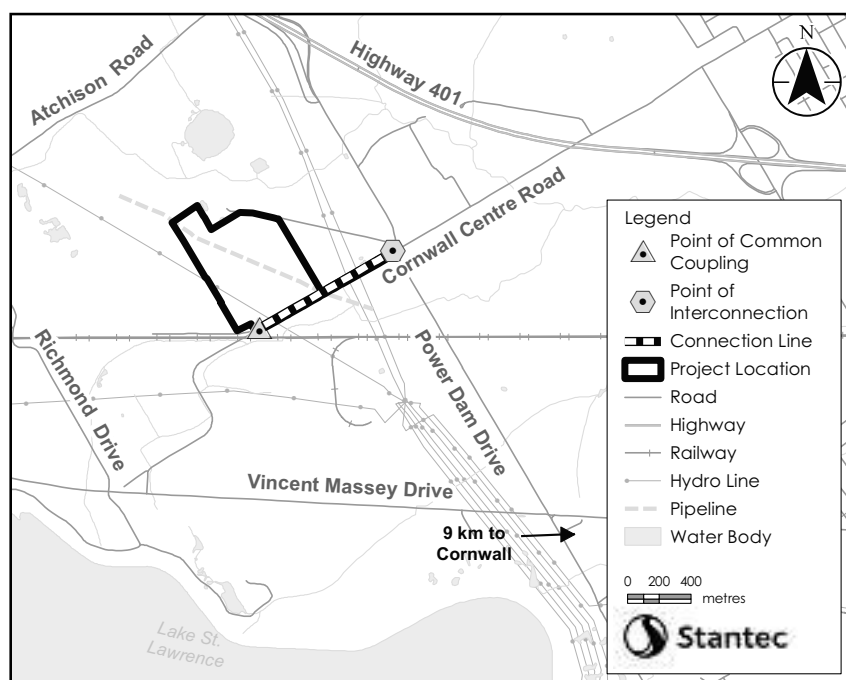 Atchison Road
Highway 401
N
Cornwall Centre Road
Richmond Drive
Power Dam Drive
Vincent Massey Drive
9 km to
Cornwall
Lake St.
Lawrence
Legend
Point of Common
Coupling
Point of
Interconnection
Connection Line
Project Location
Road
Highway
Railway
Hydro Line
Pipeline
Water Body
0 200 400
metres
Stantec